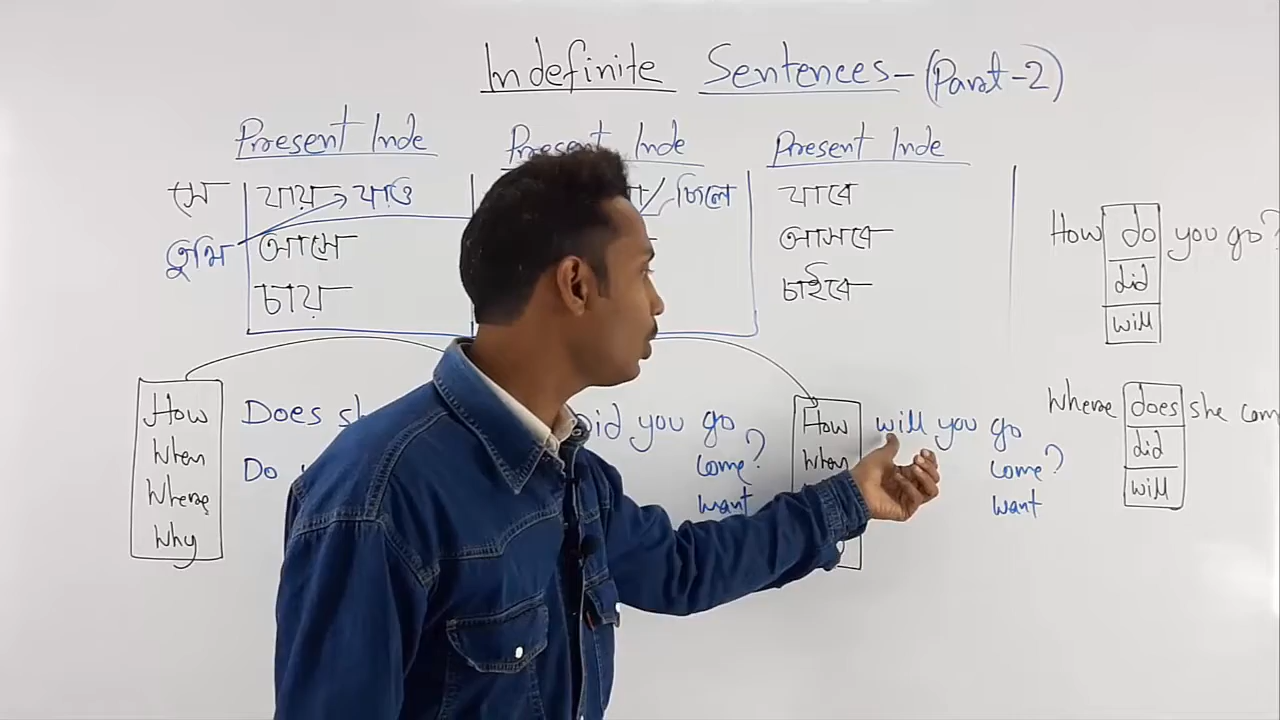 Indefinite Sentences-(Part-2)
Present Inde
Present Inde
Present Inde
সে যায় যাও
তুমি আসে
চায়
/ ছিলে
যাবে
আসবে
চাইবে
How do you go?
did
will
How
When
Where
Why
Does
Do
Did you go
come?
want
How will you go
When come?
want
Where does she com
did
will